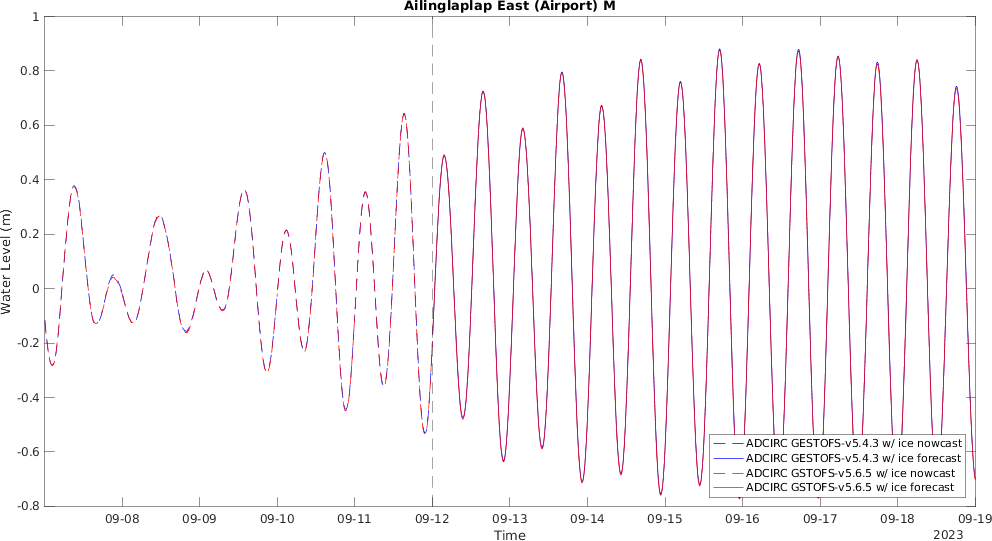 Ailinglaplap East (Airport) M
1
0.8
0.6
0.4
0.2
0
-0.2
-0.4
-0.6
-0.8
Water Level (m)
ADCIRC GESTOFS-v5.4.3 w/ ice nowcast
ADCIRC GESTOFS-v5.4.3 w/ ice forecast
ADCIRC GSTOFS-v5.6.5 w/ ice nowcast
ADCIRC GSTOFS-v5.6.5 w/ ice forecast
09-08 09-09 09-10 09-11 09-12 09-13 09-14 09-15 09-16 09-17 09-18 09-19
Time
2023